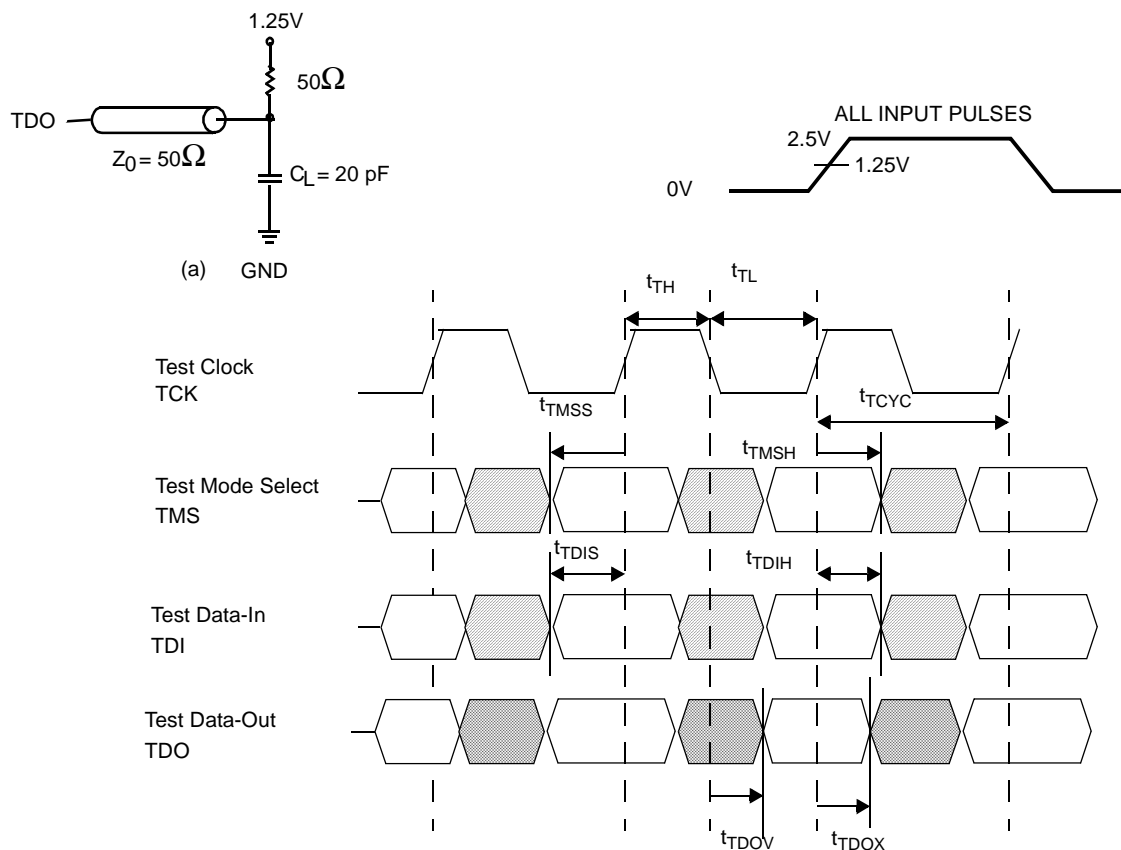 1.25V
50Ω
TDO
Z0 = 50Ω
CL = 20 pF
(a) GND
ALL INPUT PULSES
2.5V
1.25V
0V
tTH
tTL
Test Clock
TCK
tTMSS
tTCYC
Test Mode Select
TMS
tTMSH
tTDIS
tTDIH
Test Data-In
TDI
Test Data-Out
TDO
tTDOV
tTDOX